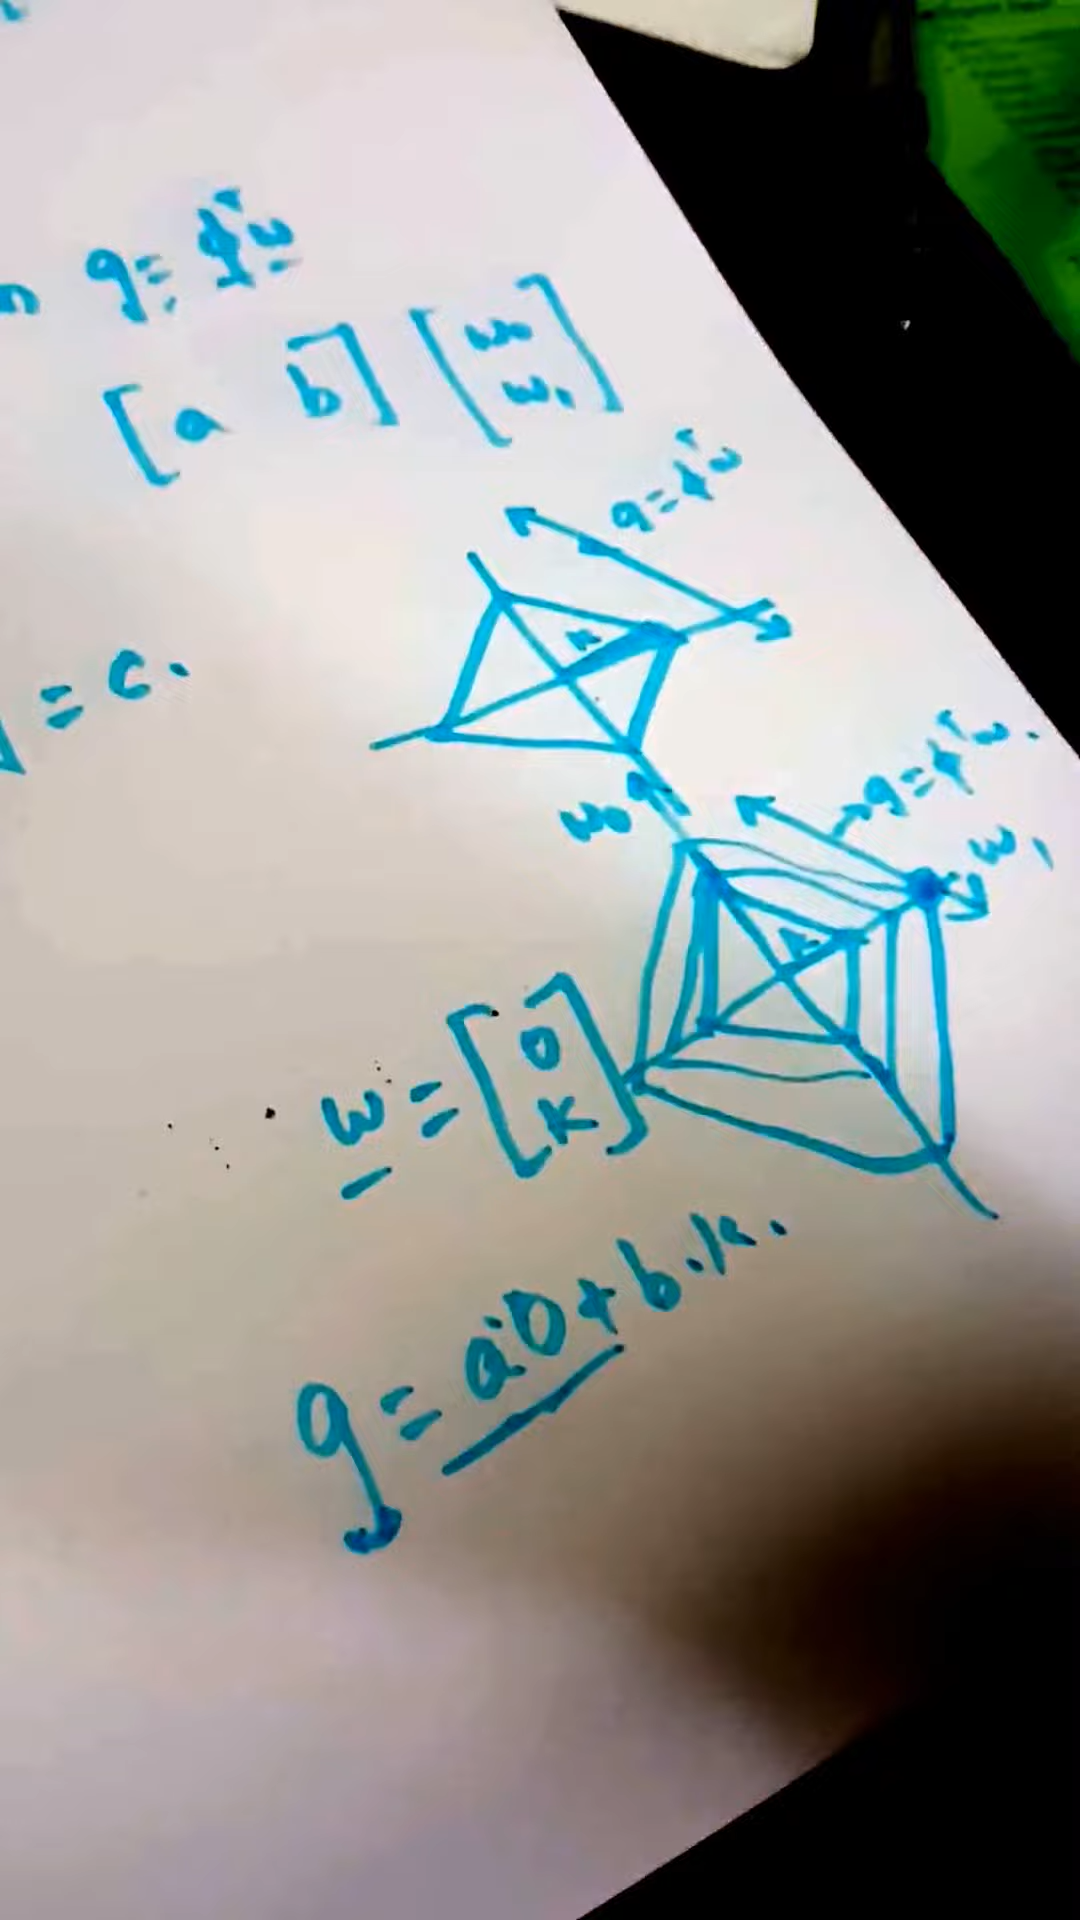 q = φᵀw
[a b] [w₀
w₁]
q = φᵀw
= c.
k
q = φᵀw.
w₀
w₁
k
w = [0
k]
q = a·0 + b·k.